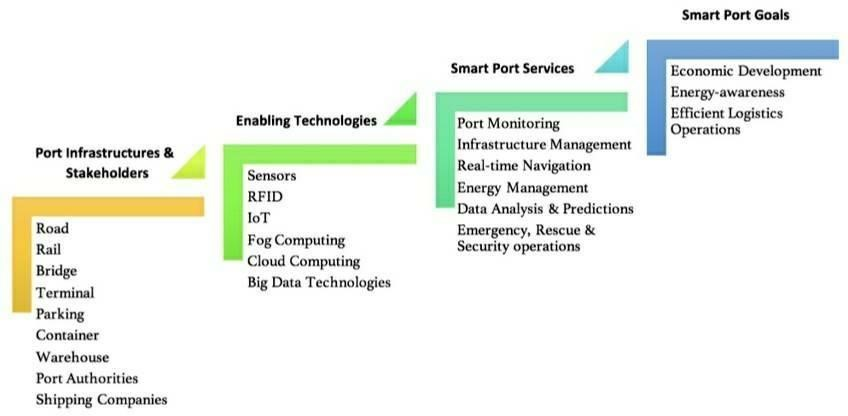 Port Infrastructures &
Stakeholders
Road
Rail
Bridge
Terminal
Parking
Container
Warehouse
Port Authorities
Shipping Companies
Enabling Technologies
Sensors
RFID
IoT
Fog Computing
Cloud Computing
Big Data Technologies
Smart Port Services
Port Monitoring
Infrastructure Management
Real-time Navigation
Energy Management
Data Analysis & Predictions
Emergency, Rescue &
Security operations
Smart Port Goals
Economic Development
Energy-awareness
Efficient Logistics
Operations